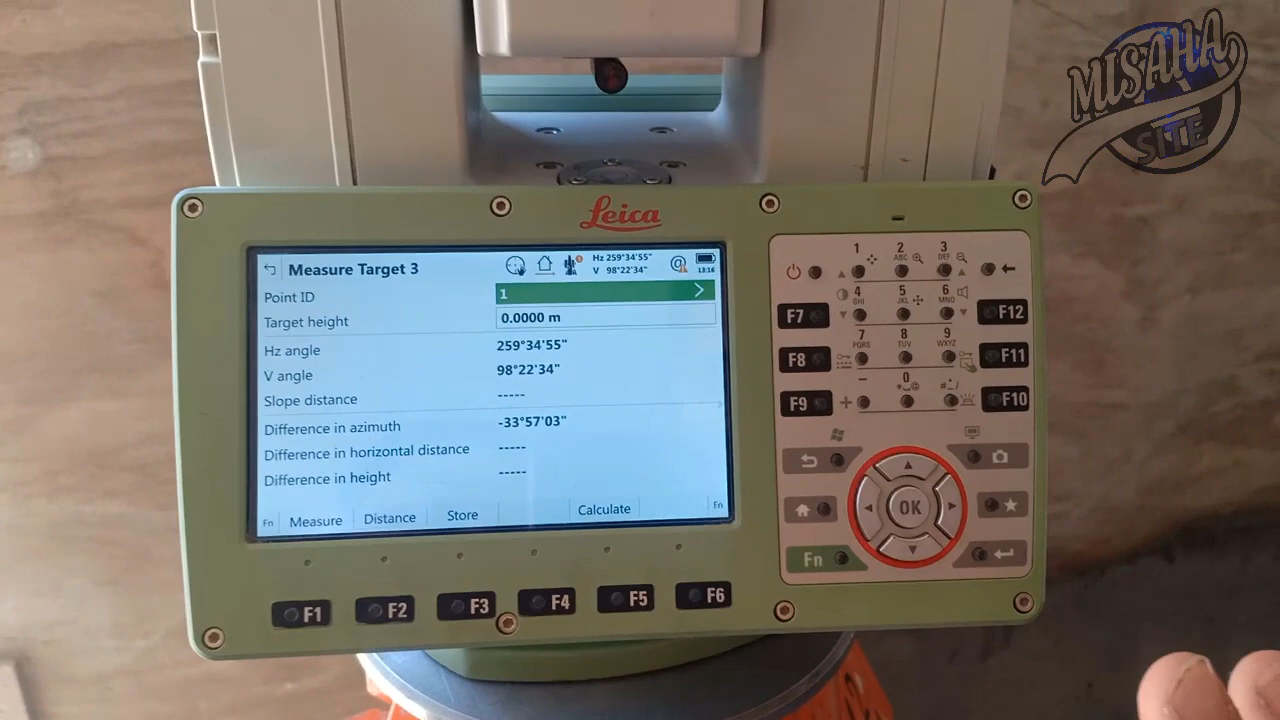 MISAHA
SITE
Leica
Measure Target 3
Hz 259°34'55"
V 98°22'34"
13:16
Point ID 1
Target height 0.0000 m
Hz angle 259°34'55"
V angle 98°22'34"
Slope distance -----
Difference in azimuth -33°57'03"
Difference in horizontal distance -----
Difference in height -----
Fn Measure Distance Store Calculate Fn
F1 F2 F3 F4 F5 F6
1 2 3
ABC DEF
4 5 6
GHI JKL MNO
F7 F12
7 8 9
PQRS TUV WXYZ
F8 F11
0
F9 F10
OK
Fn